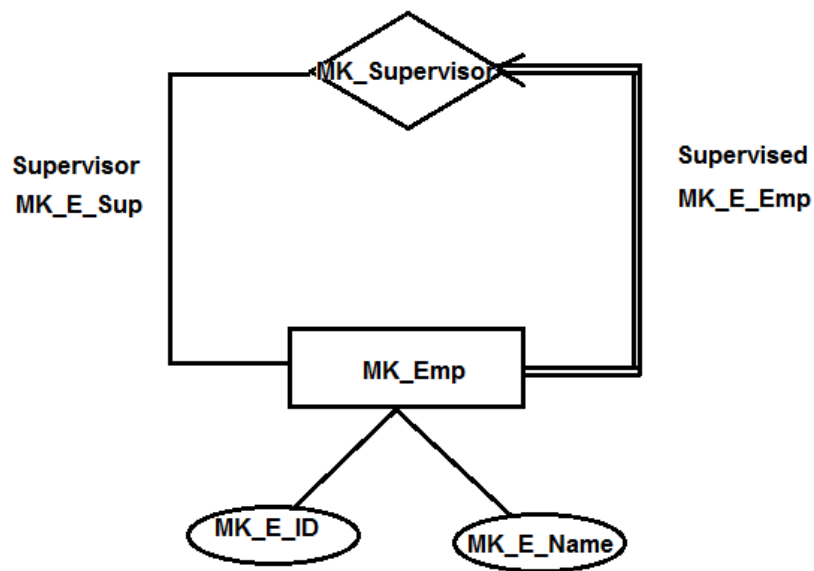 MK_Supervisor
Supervisor
MK_E_Sup
Supervised
MK_E_Emp
MK_Emp
MK_E_ID
MK_E_Name